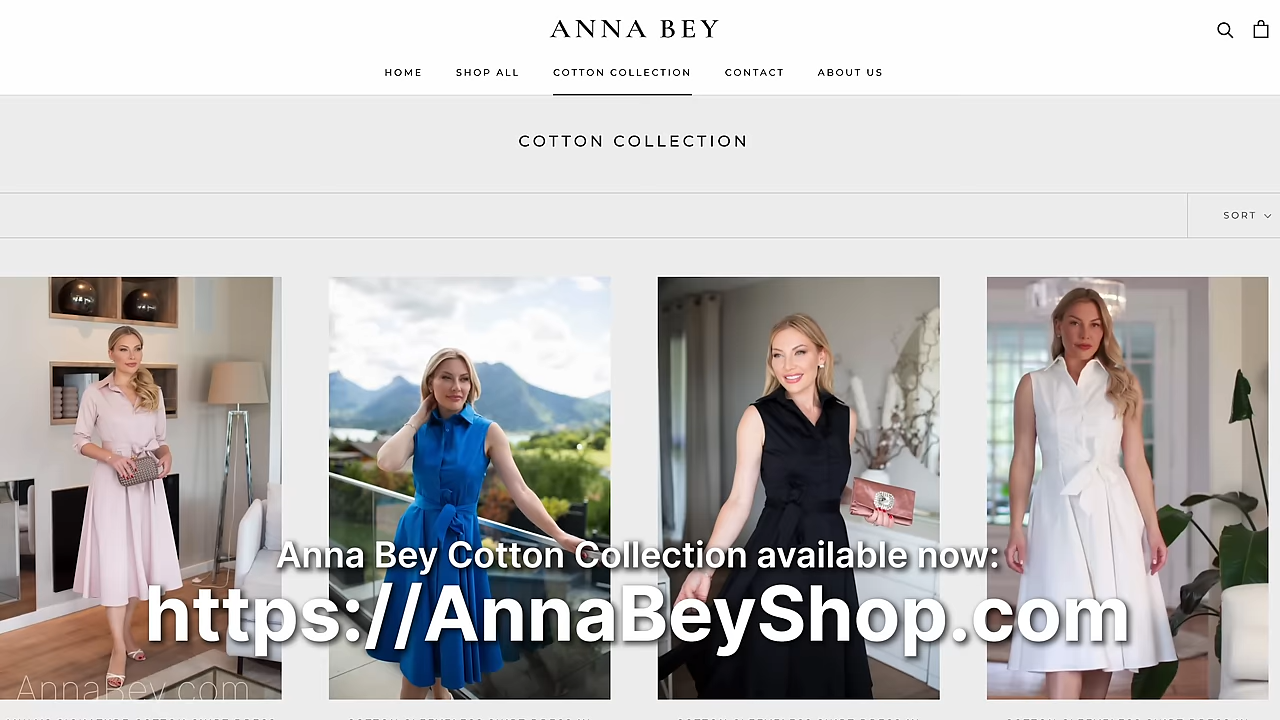 ANNA BEY
HOME SHOP ALL COTTON COLLECTION CONTACT ABOUT US
COTTON COLLECTION
SORT
Anna Bey Cotton Collection available now:
https://AnnaBeyShop.com
AnnaBey.com